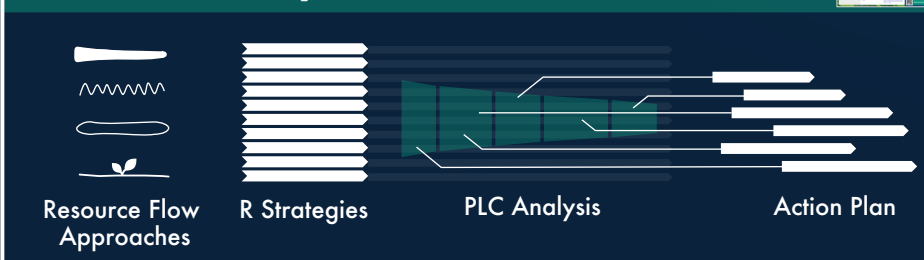 Resource Flow
Approaches
R Strategies
PLC Analysis
Action Plan